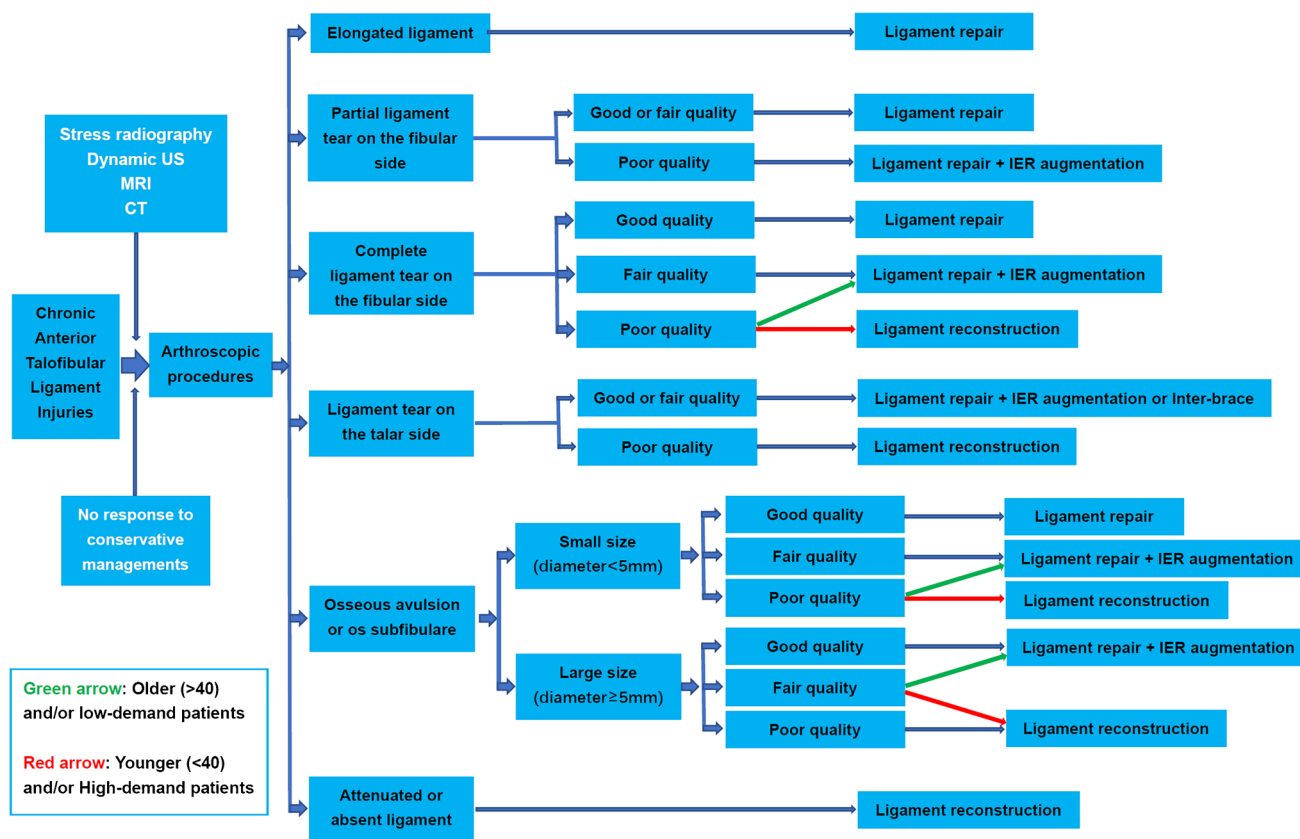 Stress radiography
Dynamic US
MRI
CT
Chronic
Anterior
Talofibular
Ligament
Injuries
No response to
conservative
managements
Arthroscopic
procedures
Elongated ligament
Ligament repair
Partial ligament
tear on the fibular
side
Good or fair quality
Ligament repair
Poor quality
Ligament repair + IER augmentation
Complete
ligament tear on
the fibular side
Good quality
Ligament repair
Fair quality
Ligament repair + IER augmentation
Poor quality
Ligament reconstruction
Ligament tear on
the talar side
Good or fair quality
Ligament repair + IER augmentation or Inter-brace
Poor quality
Ligament reconstruction
Osseous avulsion
or os subfibulare
Small size
(diameter<5mm)
Good quality
Ligament repair
Fair quality
Ligament repair + IER augmentation
Poor quality
Ligament reconstruction
Large size
(diameter≥5mm)
Good quality
Ligament repair + IER augmentation
Fair quality
Poor quality
Ligament reconstruction
Attenuated or
absent ligament
Ligament reconstruction
Green arrow: Older (>40)
and/or low-demand patients
Red arrow: Younger (<40)
and/or High-demand patients